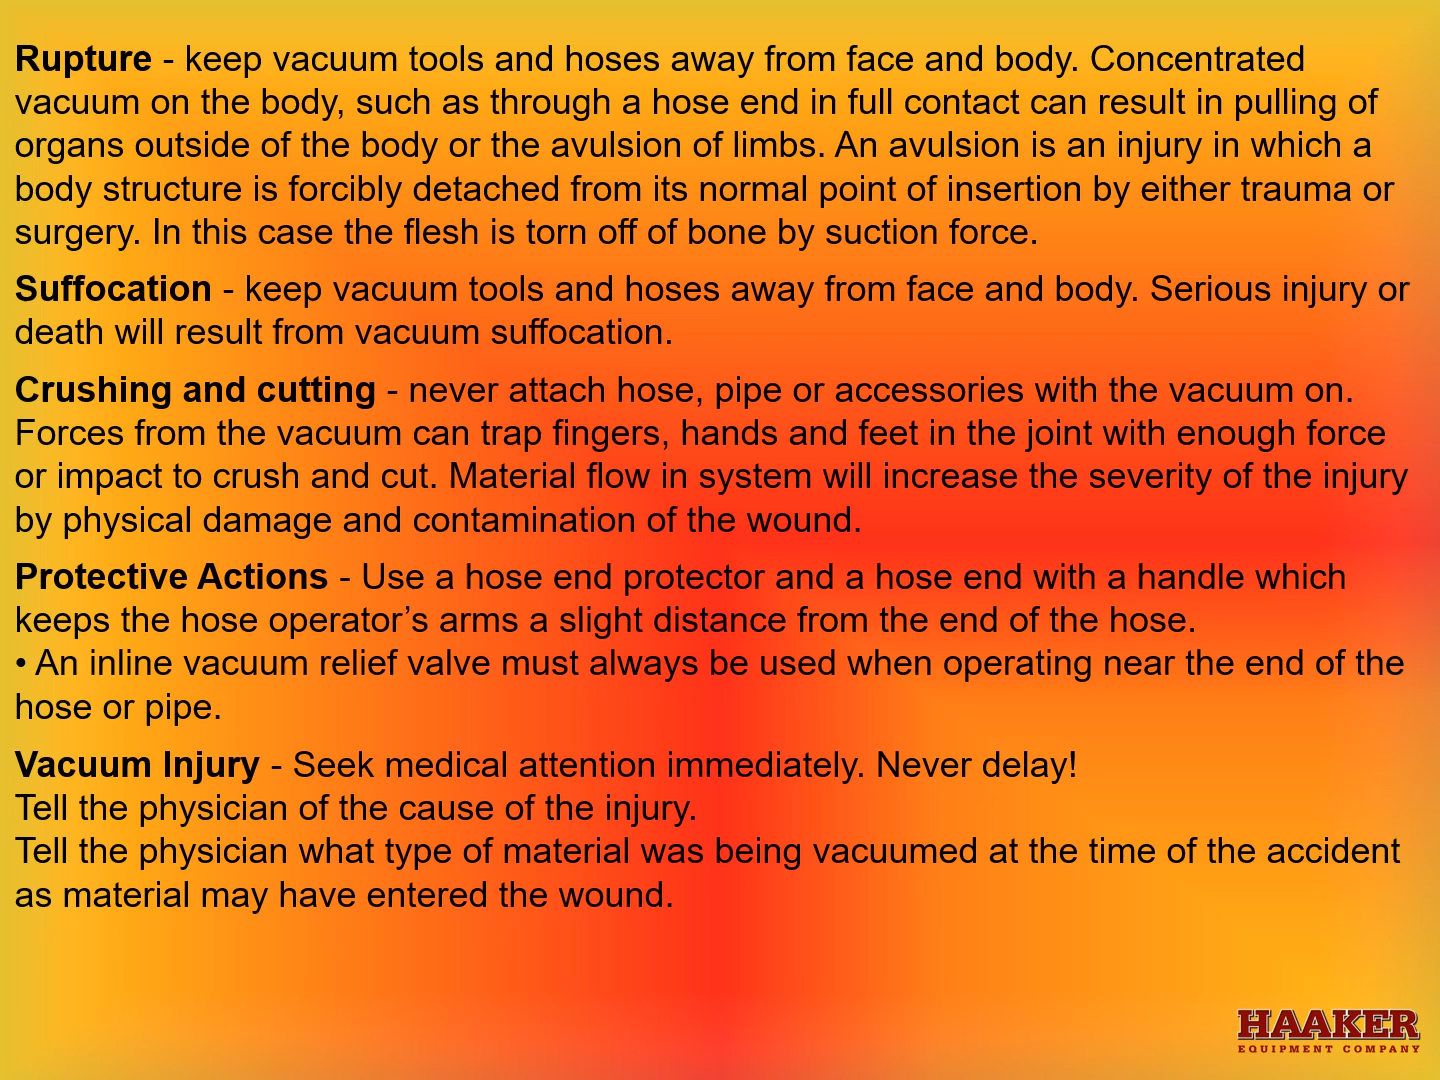 Rupture - keep vacuum tools and hoses away from face and body. Concentrated
vacuum on the body, such as through a hose end in full contact can result in pulling of
organs outside of the body or the avulsion of limbs. An avulsion is an injury in which a
body structure is forcibly detached from its normal point of insertion by either trauma or
surgery. In this case the flesh is torn off of bone by suction force.
Suffocation - keep vacuum tools and hoses away from face and body. Serious injury or
death will result from vacuum suffocation.
Crushing and cutting - never attach hose, pipe or accessories with the vacuum on.
Forces from the vacuum can trap fingers, hands and feet in the joint with enough force
or impact to crush and cut. Material flow in system will increase the severity of the injury
by physical damage and contamination of the wound.
Protective Actions - Use a hose end protector and a hose end with a handle which
keeps the hose operator’s arms a slight distance from the end of the hose.
• An inline vacuum relief valve must always be used when operating near the end of the
hose or pipe.
Vacuum Injury - Seek medical attention immediately. Never delay!
Tell the physician of the cause of the injury.
Tell the physician what type of material was being vacuumed at the time of the accident
as material may have entered the wound.
HAAKER
EQUIPMENT COMPANY